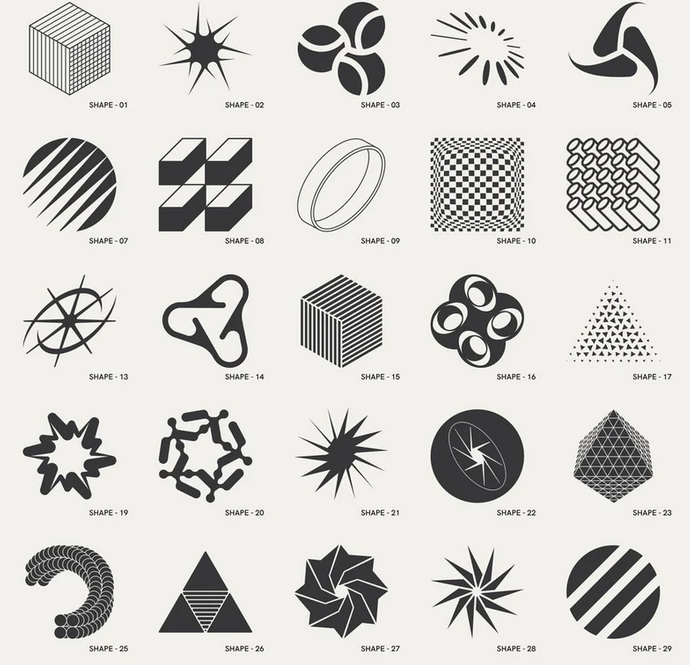 SHAPE - 01
SHAPE - 02
SHAPE - 03
SHAPE - 04
SHAPE - 05
SHAPE - 07
SHAPE - 08
SHAPE - 09
SHAPE - 10
SHAPE - 11
SHAPE - 13
SHAPE - 14
SHAPE - 15
SHAPE - 16
SHAPE - 17
SHAPE - 19
SHAPE - 20
SHAPE - 21
SHAPE - 22
SHAPE - 23
SHAPE - 25
SHAPE - 26
SHAPE - 27
SHAPE - 28
SHAPE - 29